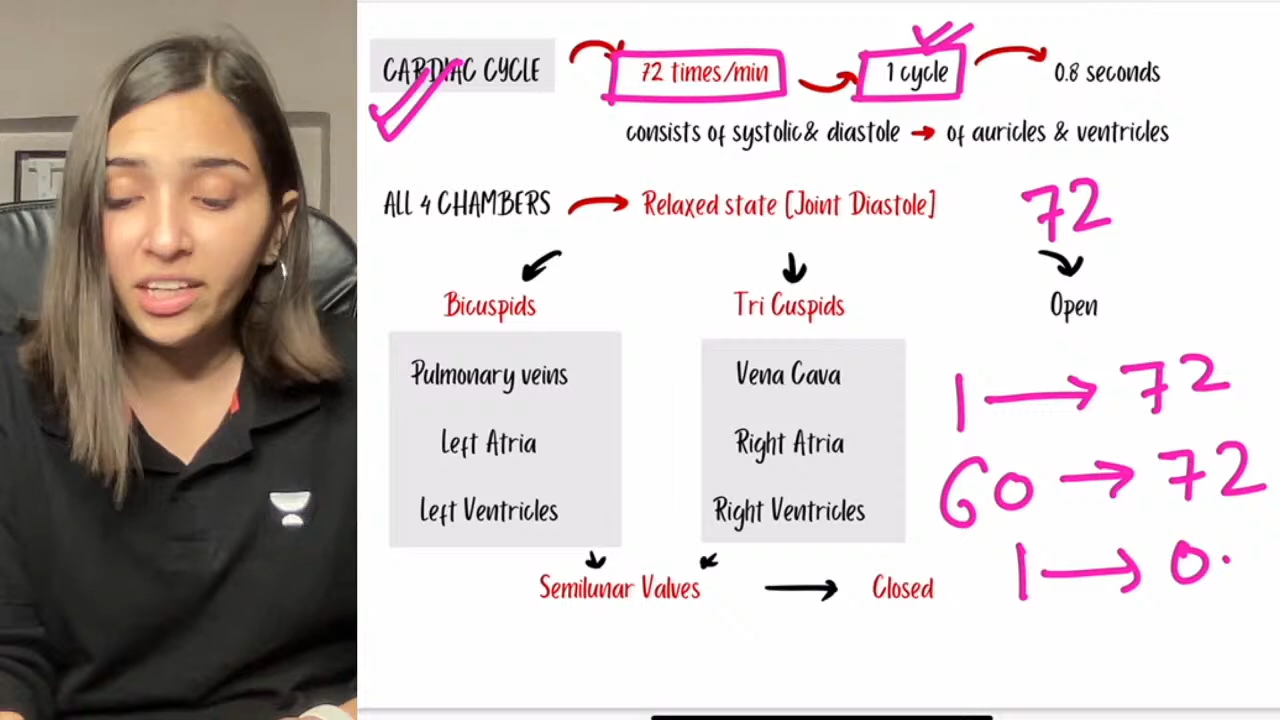 CARDIAC CYCLE 72 times/min 1 cycle 0.8 seconds
consists of systolic & diastole → of auricles & ventricles
ALL 4 CHAMBERS → Relaxed state [Joint Diastole]
72
Bicuspids Tri Cuspids Open
Pulmonary veins Vena Cava
1 → 72
Left Atria Right Atria
60 → 72
Left Ventricles Right Ventricles
1 → 0.
Semilunar Valves → Closed